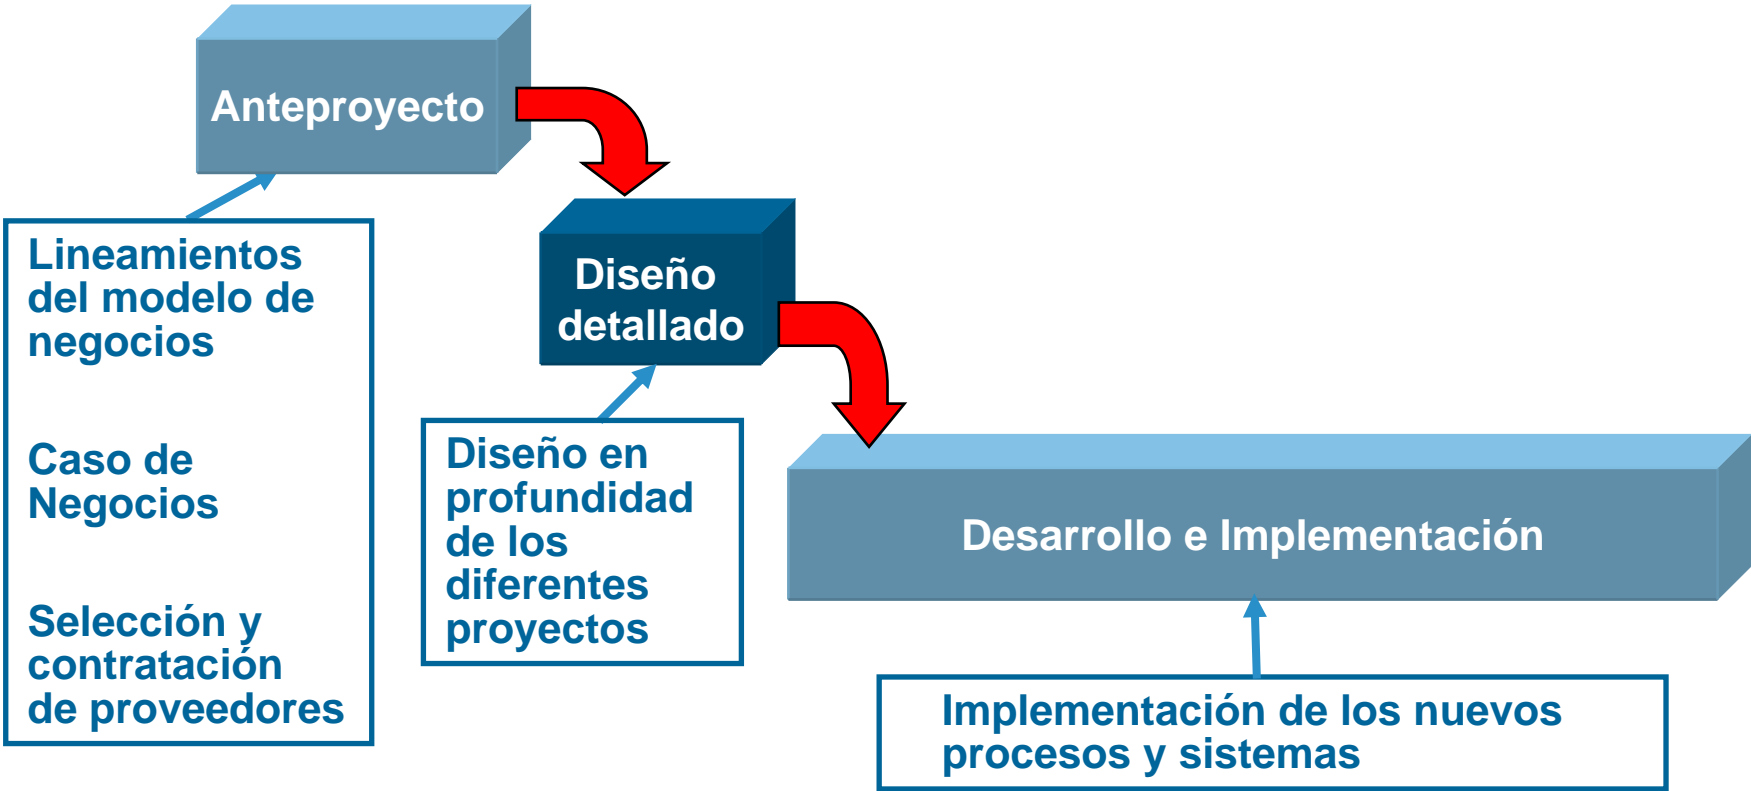 Anteproyecto
Lineamientos
del modelo de
negocios
Caso de
Negocios
Selección y
contratación
de proveedores
Diseño
detallado
Diseño en
profundidad
de los
diferentes
proyectos
Desarrollo e Implementación
Implementación de los nuevos
procesos y sistemas